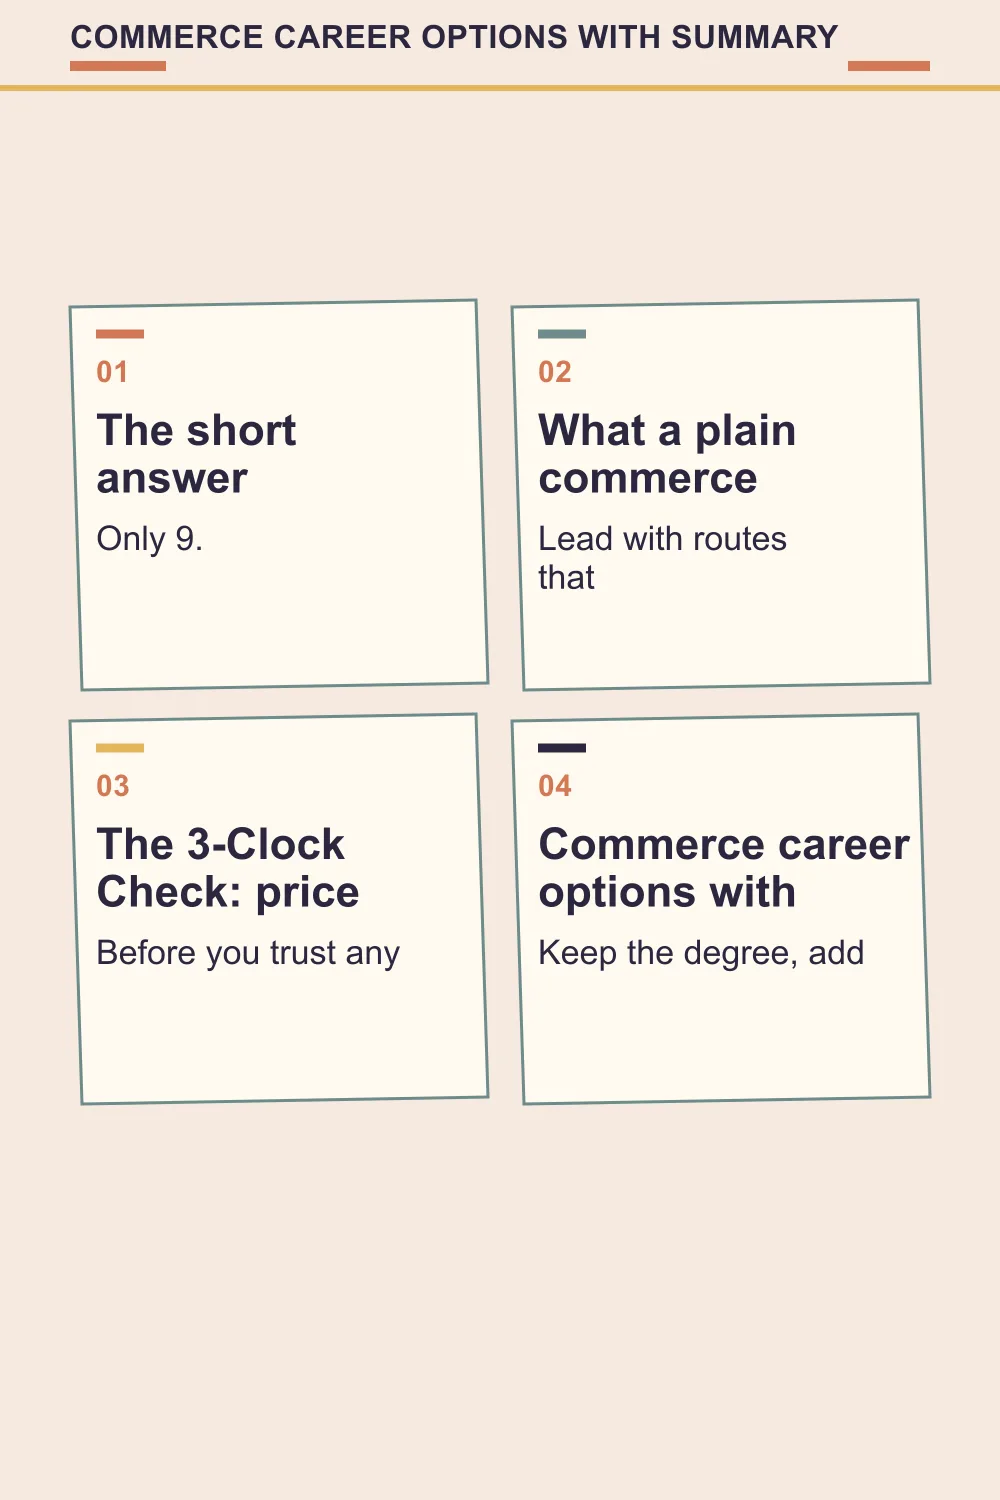 COMMERCE CAREER OPTIONS WITH SUMMARY
01
The short
answer
Only 9.
02
What a plain
commerce
Lead with routes
that
03
The 3-Clock
Check: price
Before you trust any
04
Commerce career
options with
Keep the degree, add